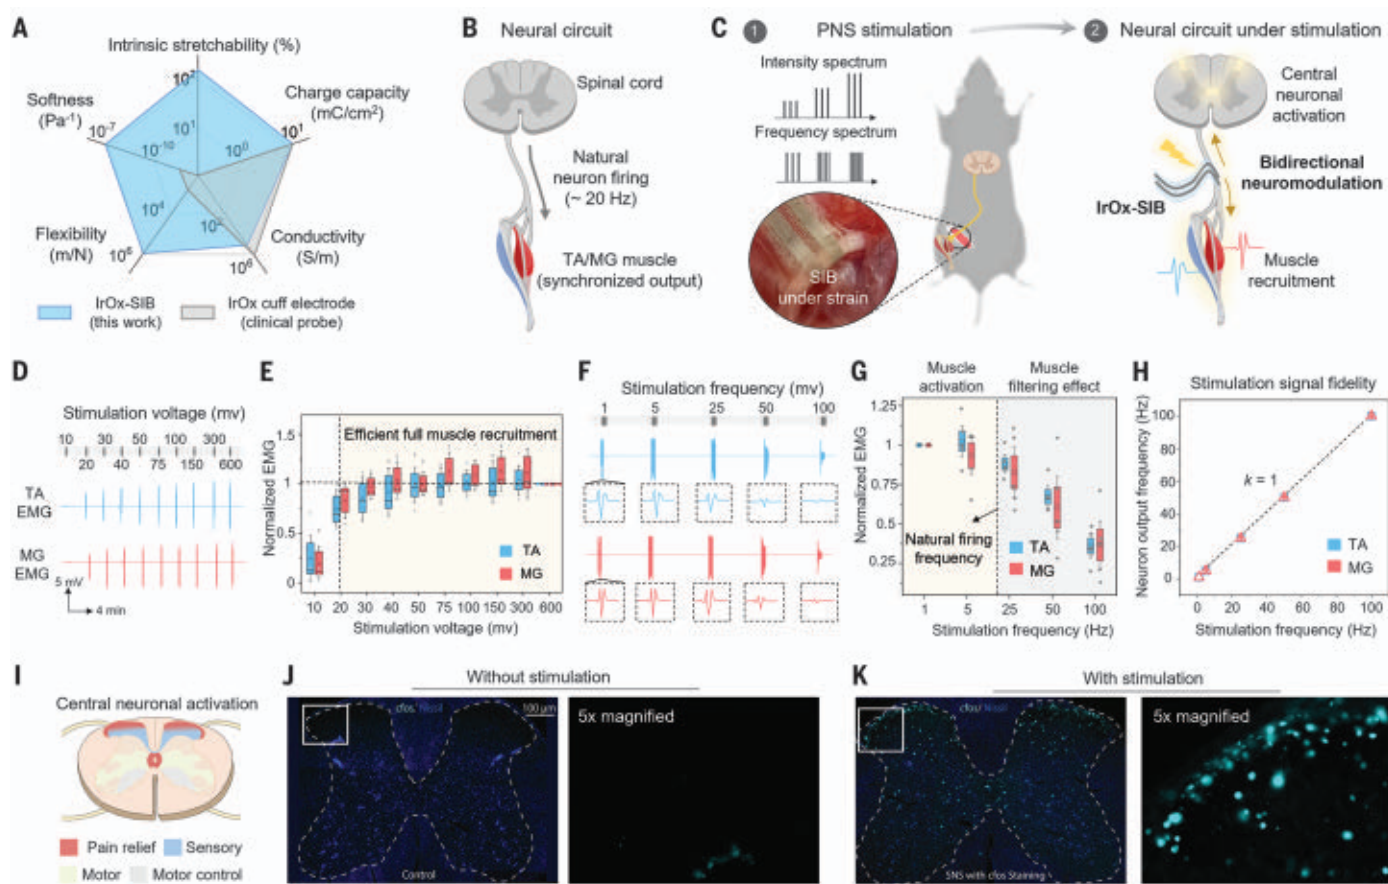 A
Intrinsic stretchability (%)
10²
Softness
(Pa⁻¹)
10⁻⁷
10⁻¹⁰
10¹
10⁰
Charge capacity
(mC/cm²)
10¹
Flexibility
(m/N)
10⁶
10⁴
10²
10⁶
Conductivity
(S/m)
IrOx-SIB
(this work)
IrOx cuff electrode
(clinical probe)
B
Neural circuit
Spinal cord
Natural
neuron firing
(~ 20 Hz)
TA/MG muscle
(synchronized output)
C
1
PNS stimulation
Intensity spectrum
Frequency spectrum
SIB
under strain
2
Neural circuit under stimulation
Central
neuronal
activation
Bidirectional
neuromodulation
IrOx-SIB
Muscle
recruitment
D
Stimulation voltage (mv)
10 30 50 100 300
20 40 75 150 600
TA
EMG
MG
EMG
5 mV
4 min
E
Normalized EMG
1.5
1
0.5
0
Efficient full muscle recruitment
TA
MG
10 20 30 40 50 75 100 150 300 600
Stimulation voltage (mv)
F
Stimulation frequency (mv)
1 5 25 50 100
G
Muscle
activation
Muscle
filtering effect
Normalized EMG
1.25
1
0.75
0.5
0.25
Natural firing
frequency
TA
MG
1 5 25 50 100
Stimulation frequency (Hz)
H
Stimulation signal fidelity
Neuron output frequency (Hz)
100
80
60
40
20
0
k = 1
TA
MG
0 20 40 60 80 100
Stimulation frequency (Hz)
I
Central neuronal activation
Pain relief
Sensory
Motor
Motor control
J
Without stimulation
cfos/ Nissl
100 µm
Control
5x magnified
K
With stimulation
cfos/ Nissl
SNS with cfos Staining
5x magnified